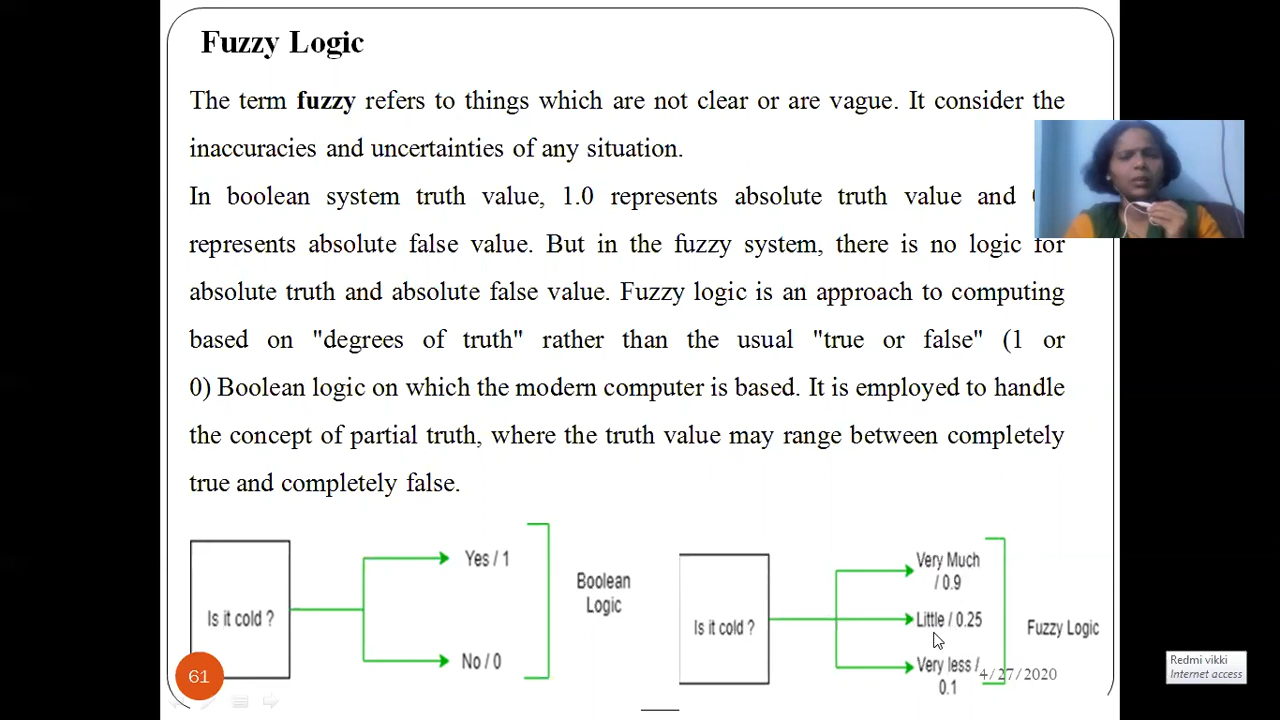 Fuzzy Logic
The term fuzzy refers to things which are not clear or are vague. It consider the
inaccuracies and uncertainties of any situation.
In boolean system truth value, 1.0 represents absolute truth value and
represents absolute false value. But in the fuzzy system, there is no logic for
absolute truth and absolute false value. Fuzzy logic is an approach to computing
based on "degrees of truth" rather than the usual "true or false" (1 or
0) Boolean logic on which the modern computer is based. It is employed to handle
the concept of partial truth, where the truth value may range between completely
true and completely false.
Is it cold ?
Yes / 1
No / 0
Boolean
Logic
Is it cold ?
Very Much
/ 0.9
Little / 0.25
Very less /
0.1
Fuzzy Logic
61
4/27/2020
Redmi vikki
Internet access